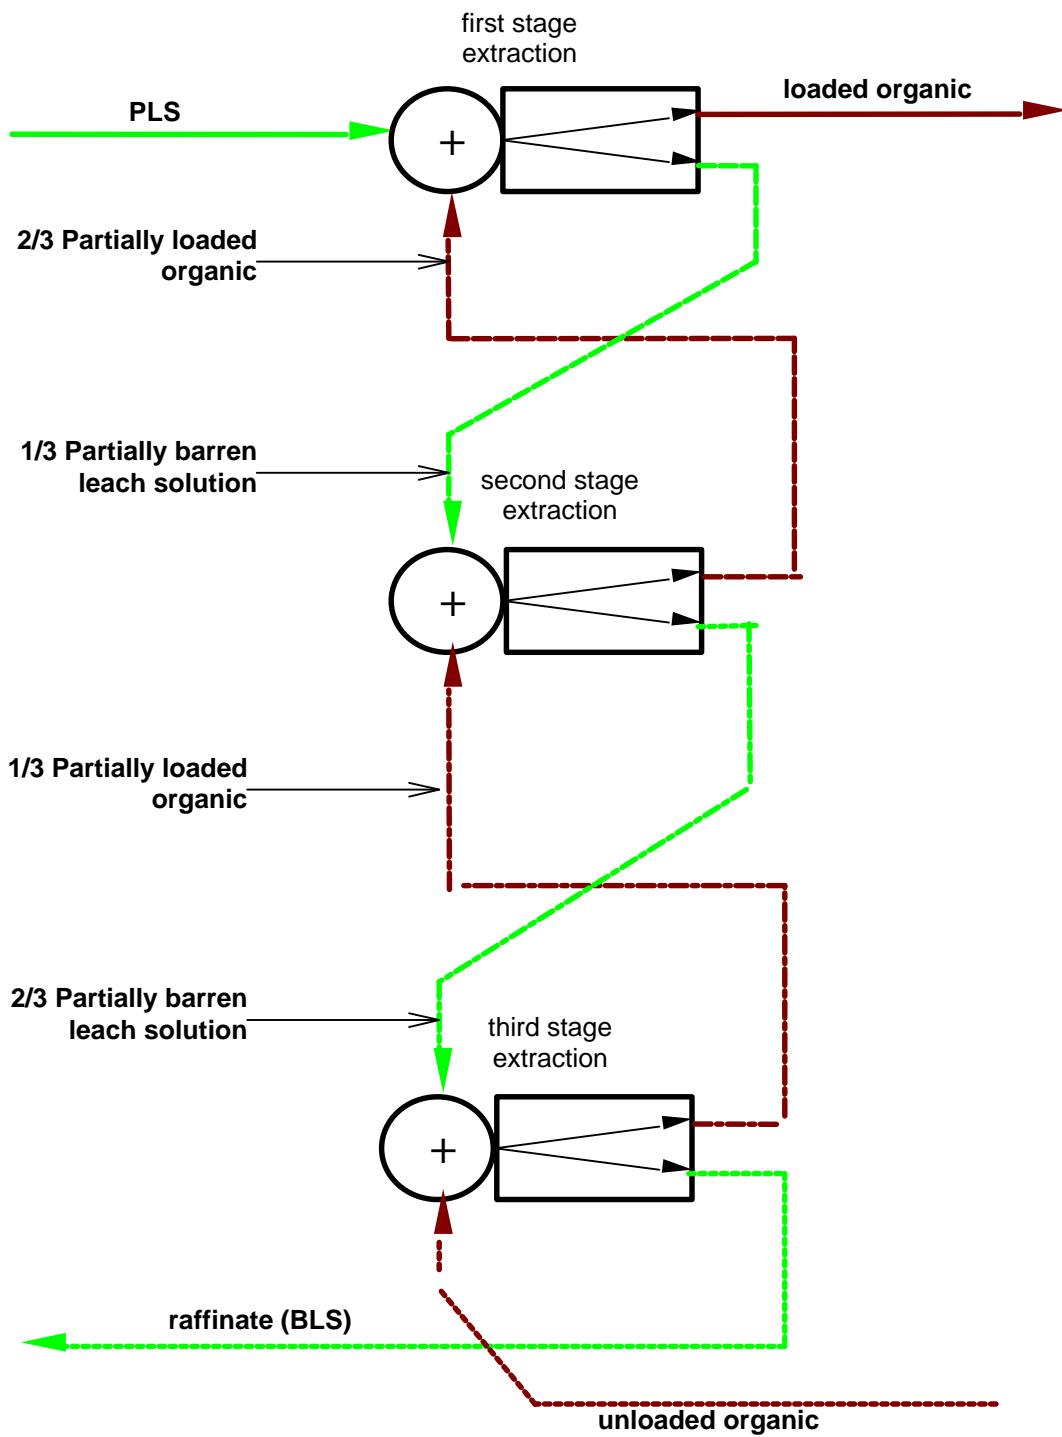 first stage
extraction
loaded organic
PLS
+
2/3 Partially loaded
organic
1/3 Partially barren
leach solution
second stage
extraction
+
1/3 Partially loaded
organic
2/3 Partially barren
leach solution
third stage
extraction
+
raffinate (BLS)
unloaded organic